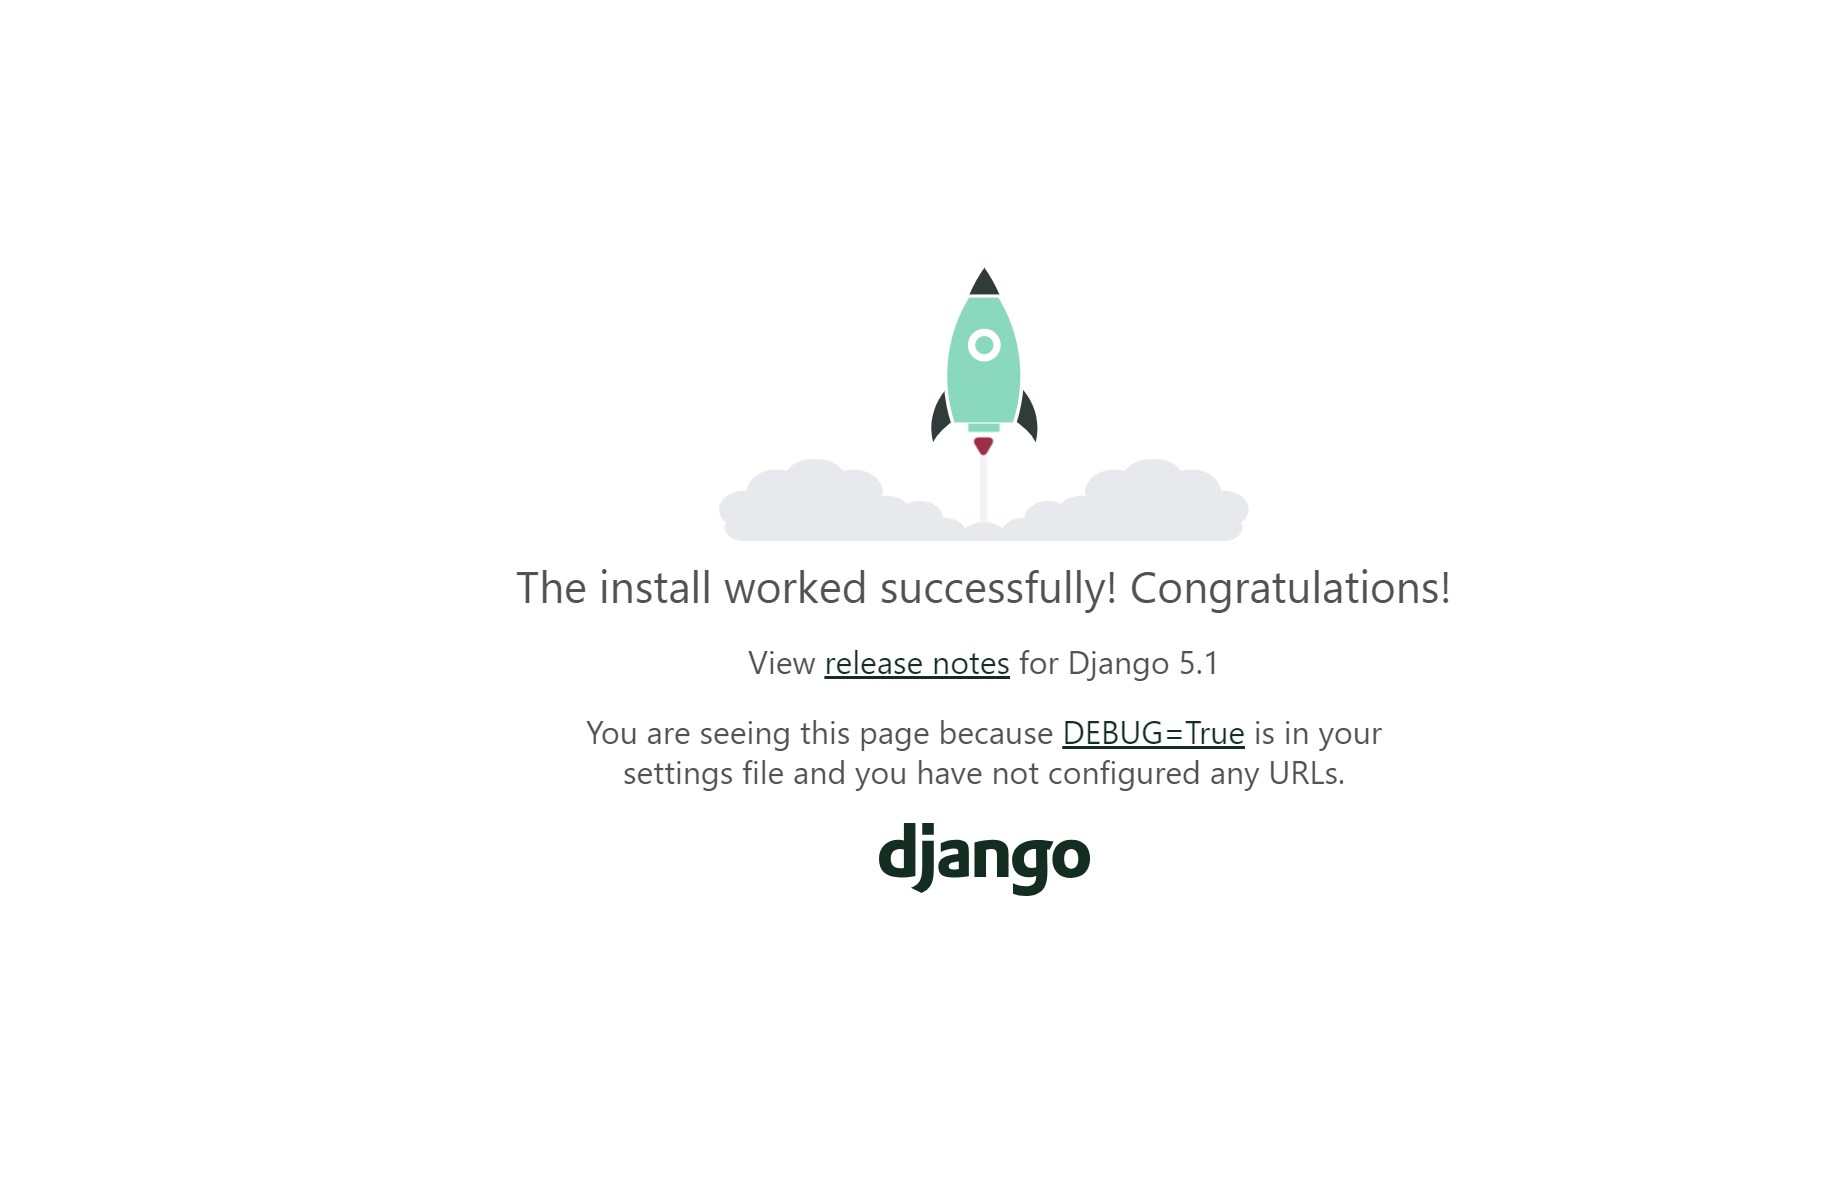 The install worked successfully! Congratulations!
View release notes for Django 5.1
You are seeing this page because DEBUG=True is in your
settings file and you have not configured any URLs.
django